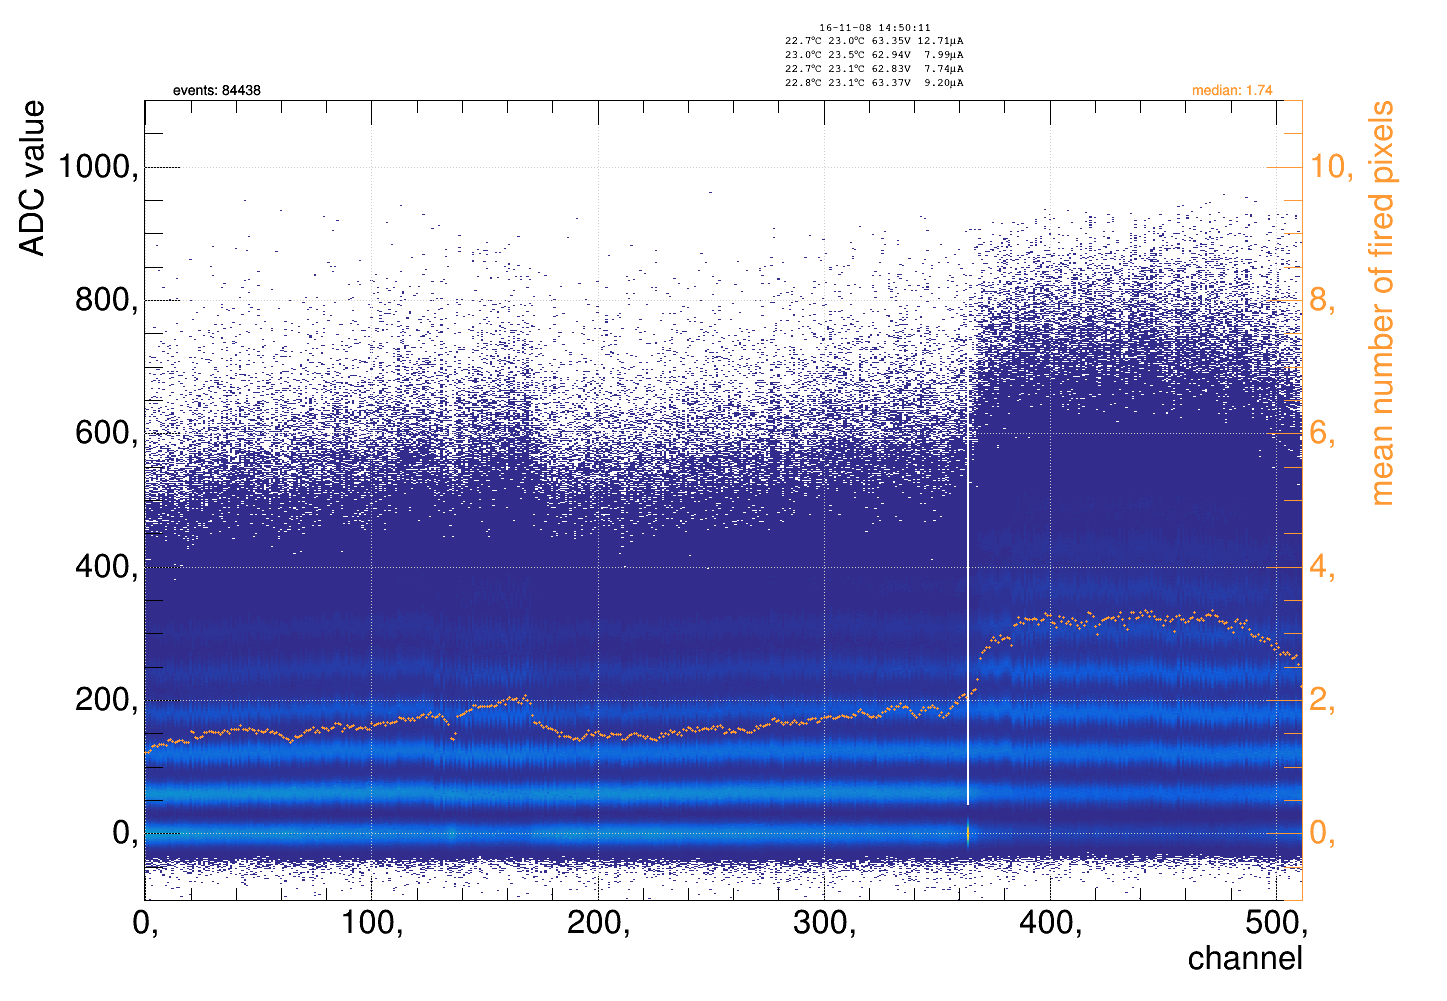 16-11-08 14:50:11
22.7°C 23.0°C 63.35V 12.71µA
23.0°C 23.5°C 62.94V 7.99µA
22.7°C 23.1°C 62.83V 7.74µA
22.8°C 23.1°C 63.37V 9.20µA
events: 84438
median: 1.74
ADC value
1000,
800,
600,
400,
200,
0,
10,
8,
6,
4,
2,
0,
mean number of fired pixels
0, 100, 200, 300, 400, 500,
channel